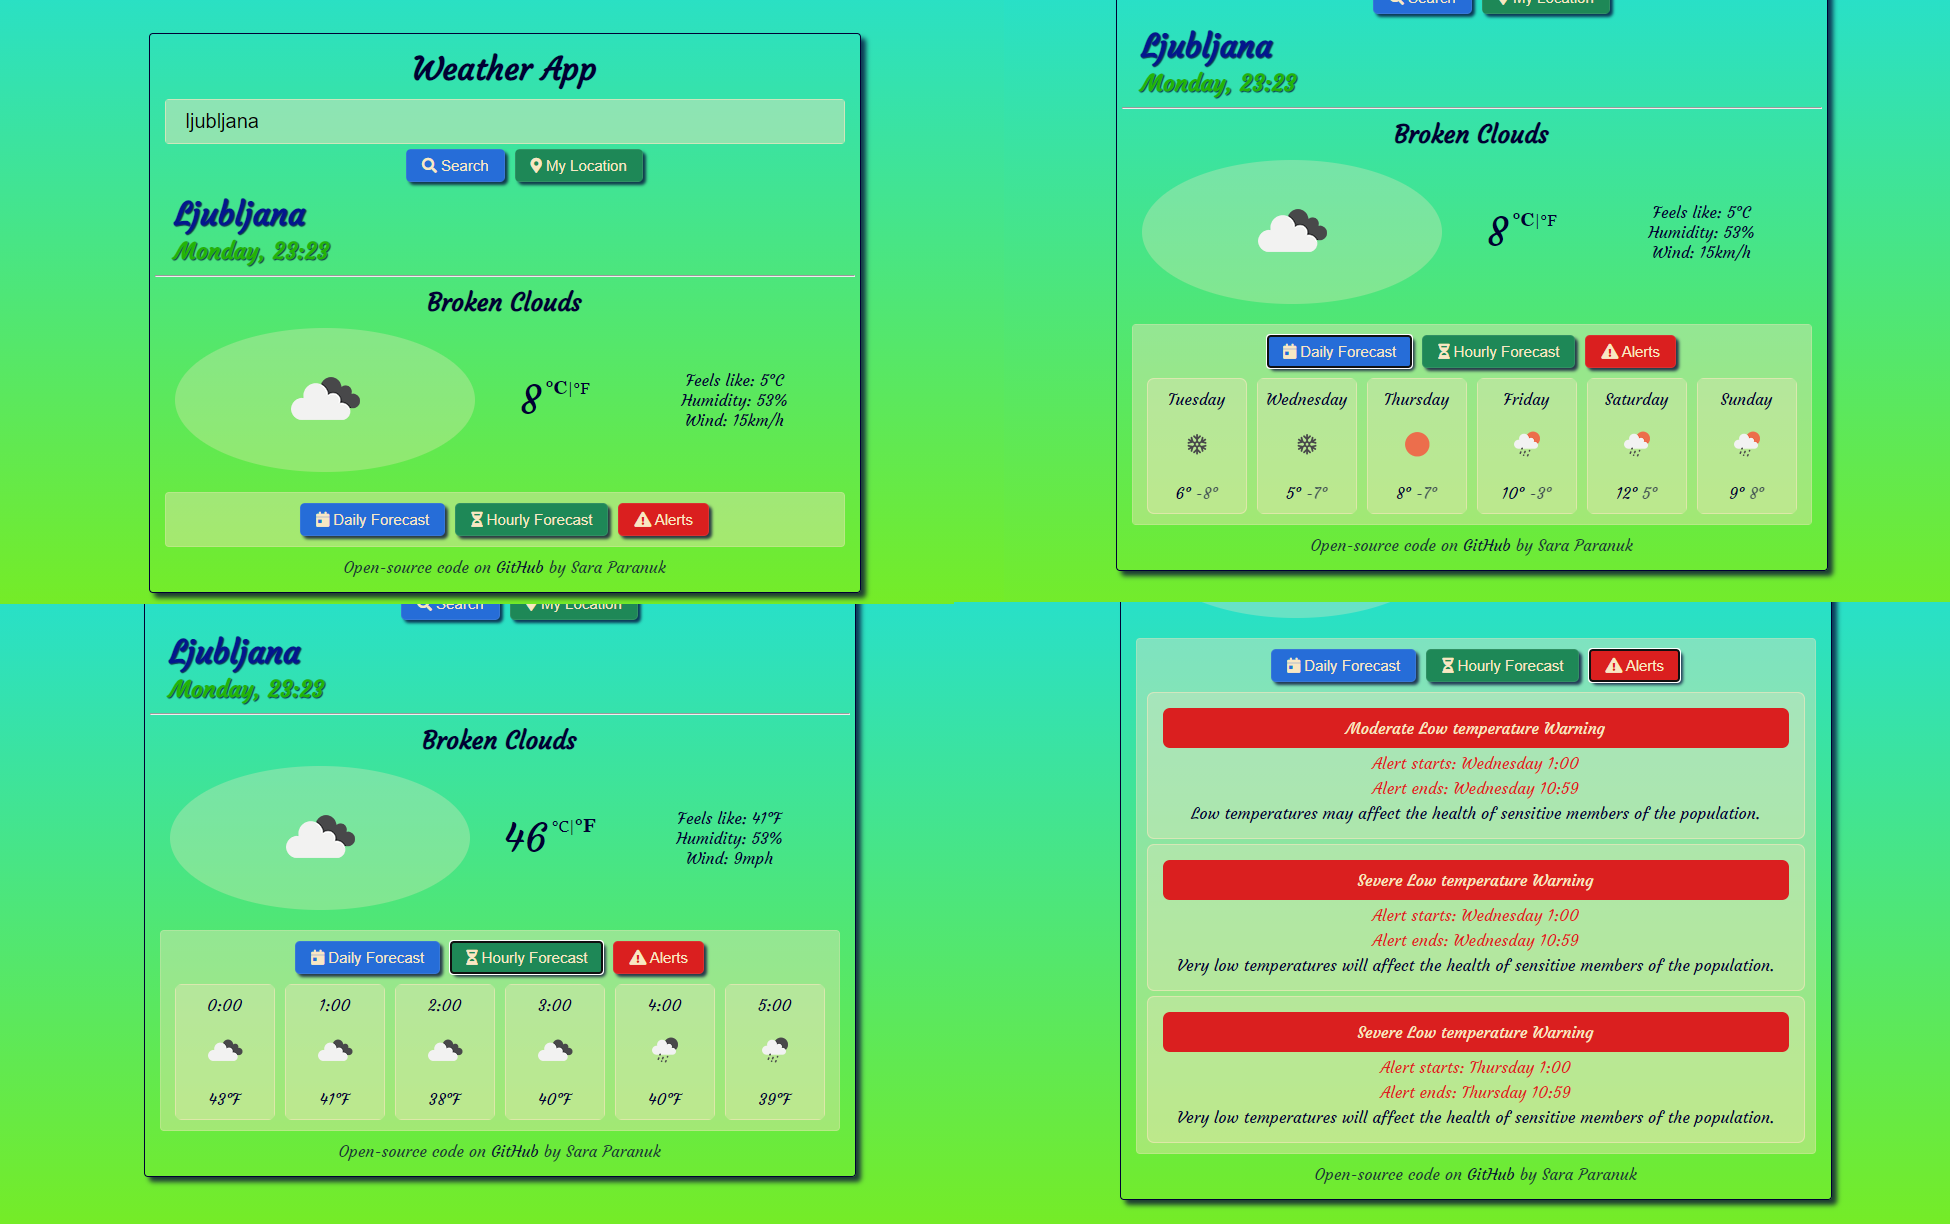 Weather App
ljubljana
Search My Location
Ljubljana
Monday, 23:23
Broken Clouds
8 °C|°F
Feels like: 5°C
Humidity: 53%
Wind: 15km/h
Daily Forecast Hourly Forecast Alerts
Open-source code on GitHub by Sara Paranuk
Search My Location
Ljubljana
Monday, 23:23
Broken Clouds
8 °C|°F
Feels like: 5°C
Humidity: 53%
Wind: 15km/h
Daily Forecast Hourly Forecast Alerts
Tuesday Wednesday Thursday Friday Saturday Sunday
6° -8° 5° -7° 8° -7° 10° -3° 12° 5° 9° 8°
Open-source code on GitHub by Sara Paranuk
Search My Location
Ljubljana
Monday, 23:23
Broken Clouds
46 °C|°F
Feels like: 41°F
Humidity: 53%
Wind: 9mph
Daily Forecast Hourly Forecast Alerts
0:00 1:00 2:00 3:00 4:00 5:00
43°F 41°F 38°F 40°F 40°F 39°F
Open-source code on GitHub by Sara Paranuk
Daily Forecast Hourly Forecast Alerts
Moderate Low temperature Warning
Alert starts: Wednesday 1:00
Alert ends: Wednesday 10:59
Low temperatures may affect the health of sensitive members of the population.
Severe Low temperature Warning
Alert starts: Wednesday 1:00
Alert ends: Wednesday 10:59
Very low temperatures will affect the health of sensitive members of the population.
Severe Low temperature Warning
Alert starts: Thursday 1:00
Alert ends: Thursday 10:59
Very low temperatures will affect the health of sensitive members of the population.
Open-source code on GitHub by Sara Paranuk